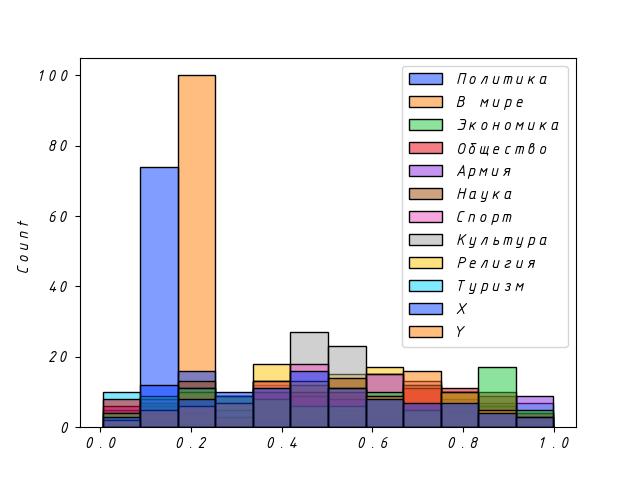 100
80
60
40
20
0
Count
0.0 0.2 0.4 0.6 0.8 1.0
Политика
В мире
Экономика
Общество
Армия
Наука
Спорт
Культура
Религия
Туризм
X
Y